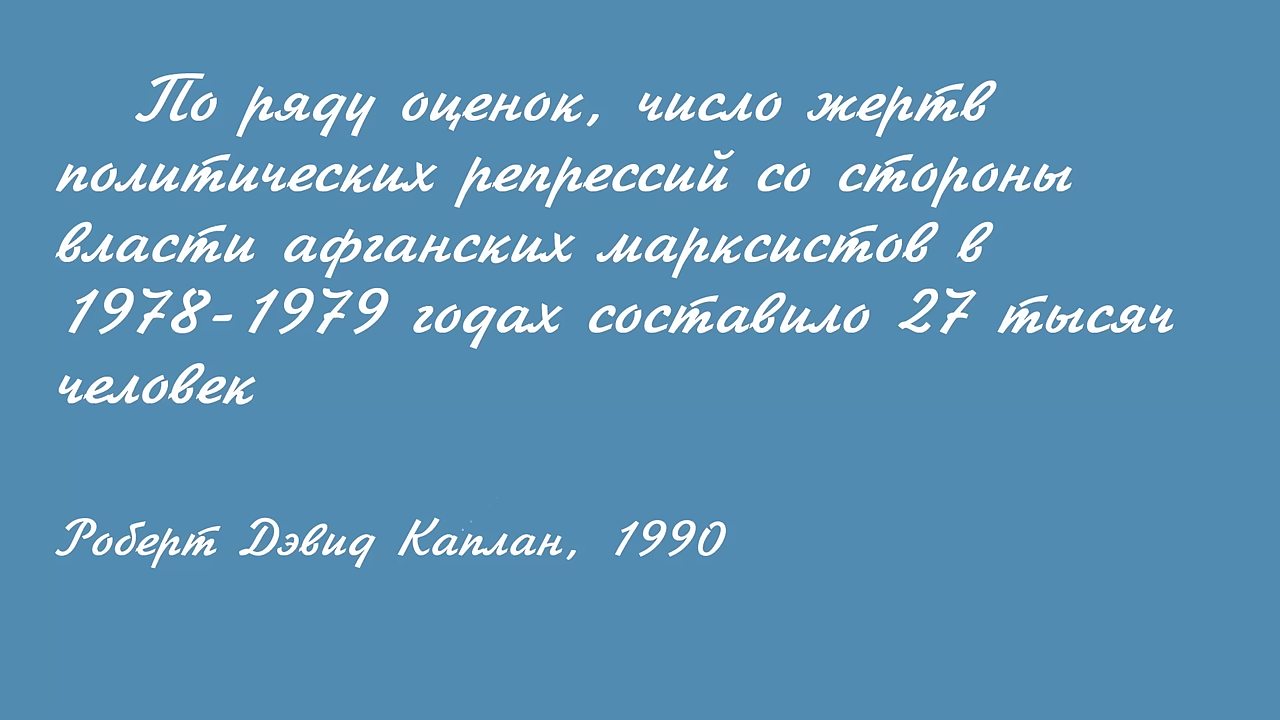 По ряду оценок, число жертв
политических репрессий со стороны
власти афганских марксистов в
1978-1979 годах составило 27 тысяч
человек
Роберт Дэвид Каплан, 1990